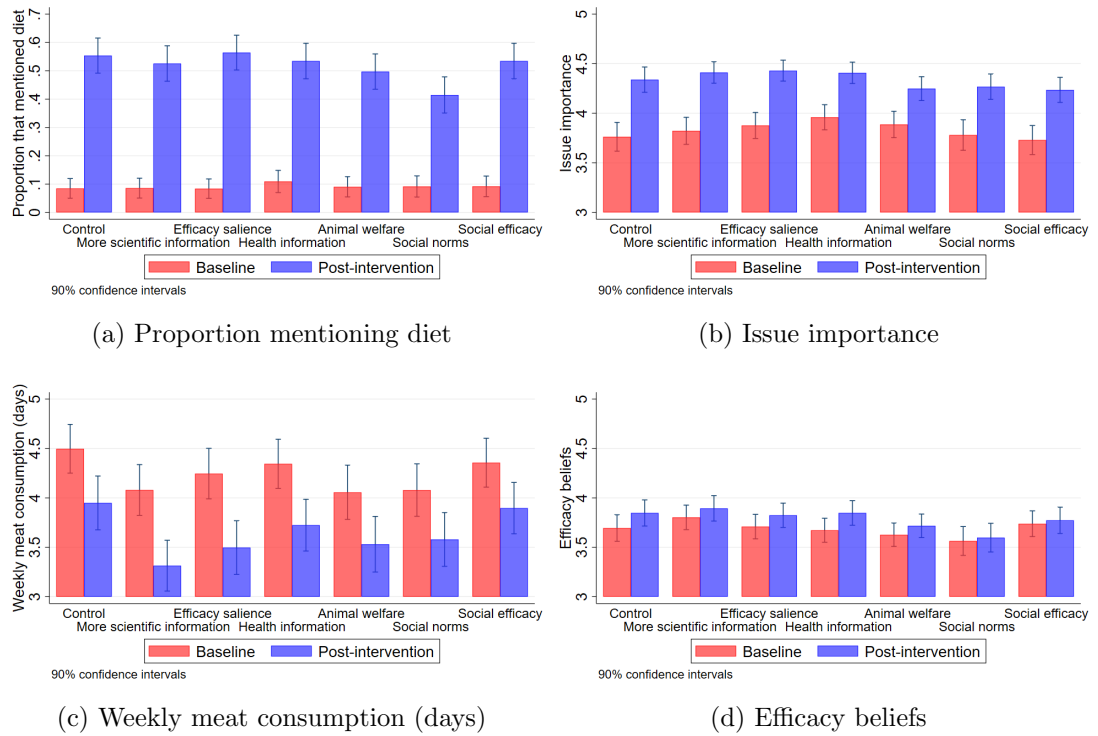 Proportion that mentioned diet
0 .1 .2 .3 .4 .5 .6 .7
Control Efficacy salience Animal welfare Social efficacy
More scientific information Health information Social norms
Baseline Post-intervention
90% confidence intervals
(a) Proportion mentioning diet
Issue importance
3 3.5 4 4.5 5
Control Efficacy salience Animal welfare Social efficacy
More scientific information Health information Social norms
Baseline Post-intervention
90% confidence intervals
(b) Issue importance
Weekly meat consumption (days)
3 3.5 4 4.5 5
Control Efficacy salience Animal welfare Social efficacy
More scientific information Health information Social norms
Baseline Post-intervention
90% confidence intervals
(c) Weekly meat consumption (days)
Efficacy beliefs
3 3.5 4 4.5 5
Control Efficacy salience Animal welfare Social efficacy
More scientific information Health information Social norms
Baseline Post-intervention
90% confidence intervals
(d) Efficacy beliefs